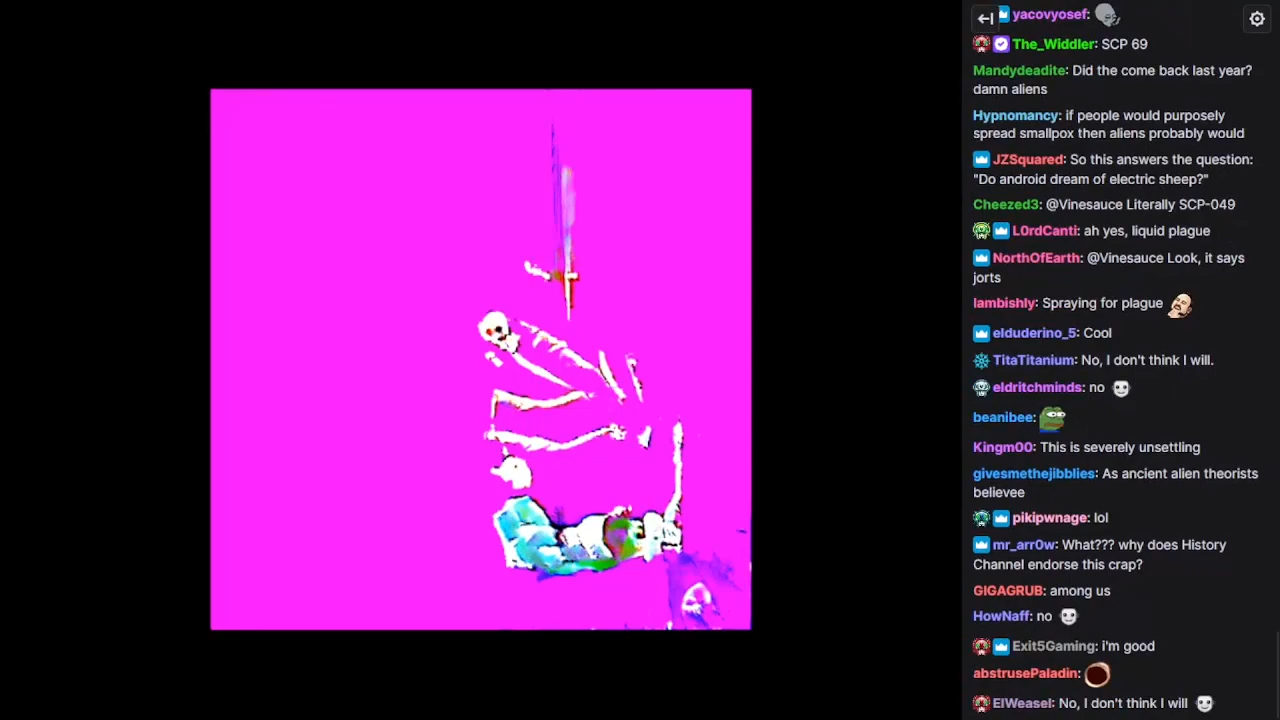 yacovyosef:
The_Widdler: SCP 69
Mandydeadite: Did the come back last year?
damn aliens
Hypnomancy: if people would purposely
spread smallpox then aliens probably would
JZSquared: So this answers the question:
"Do android dream of electric sheep?"
Cheezed3: @Vinesauce Literally SCP-049
L0rdCanti: ah yes, liquid plague
NorthOfEarth: @Vinesauce Look, it says
jorts
lambishly: Spraying for plague
elduderino_5: Cool
TitaTitanium: No, I don't think I will.
eldritchminds: no
beanibee:
Kingm00: This is severely unsettling
givesmethejibblies: As ancient alien theorists
believee
pikipwnage: lol
mr_arr0w: What??? why does History
Channel endorse this crap?
GIGAGRUB: among us
HowNaff: no
Exit5Gaming: i'm good
abstrusePaladin:
ElWeasel: No, I don't think I will